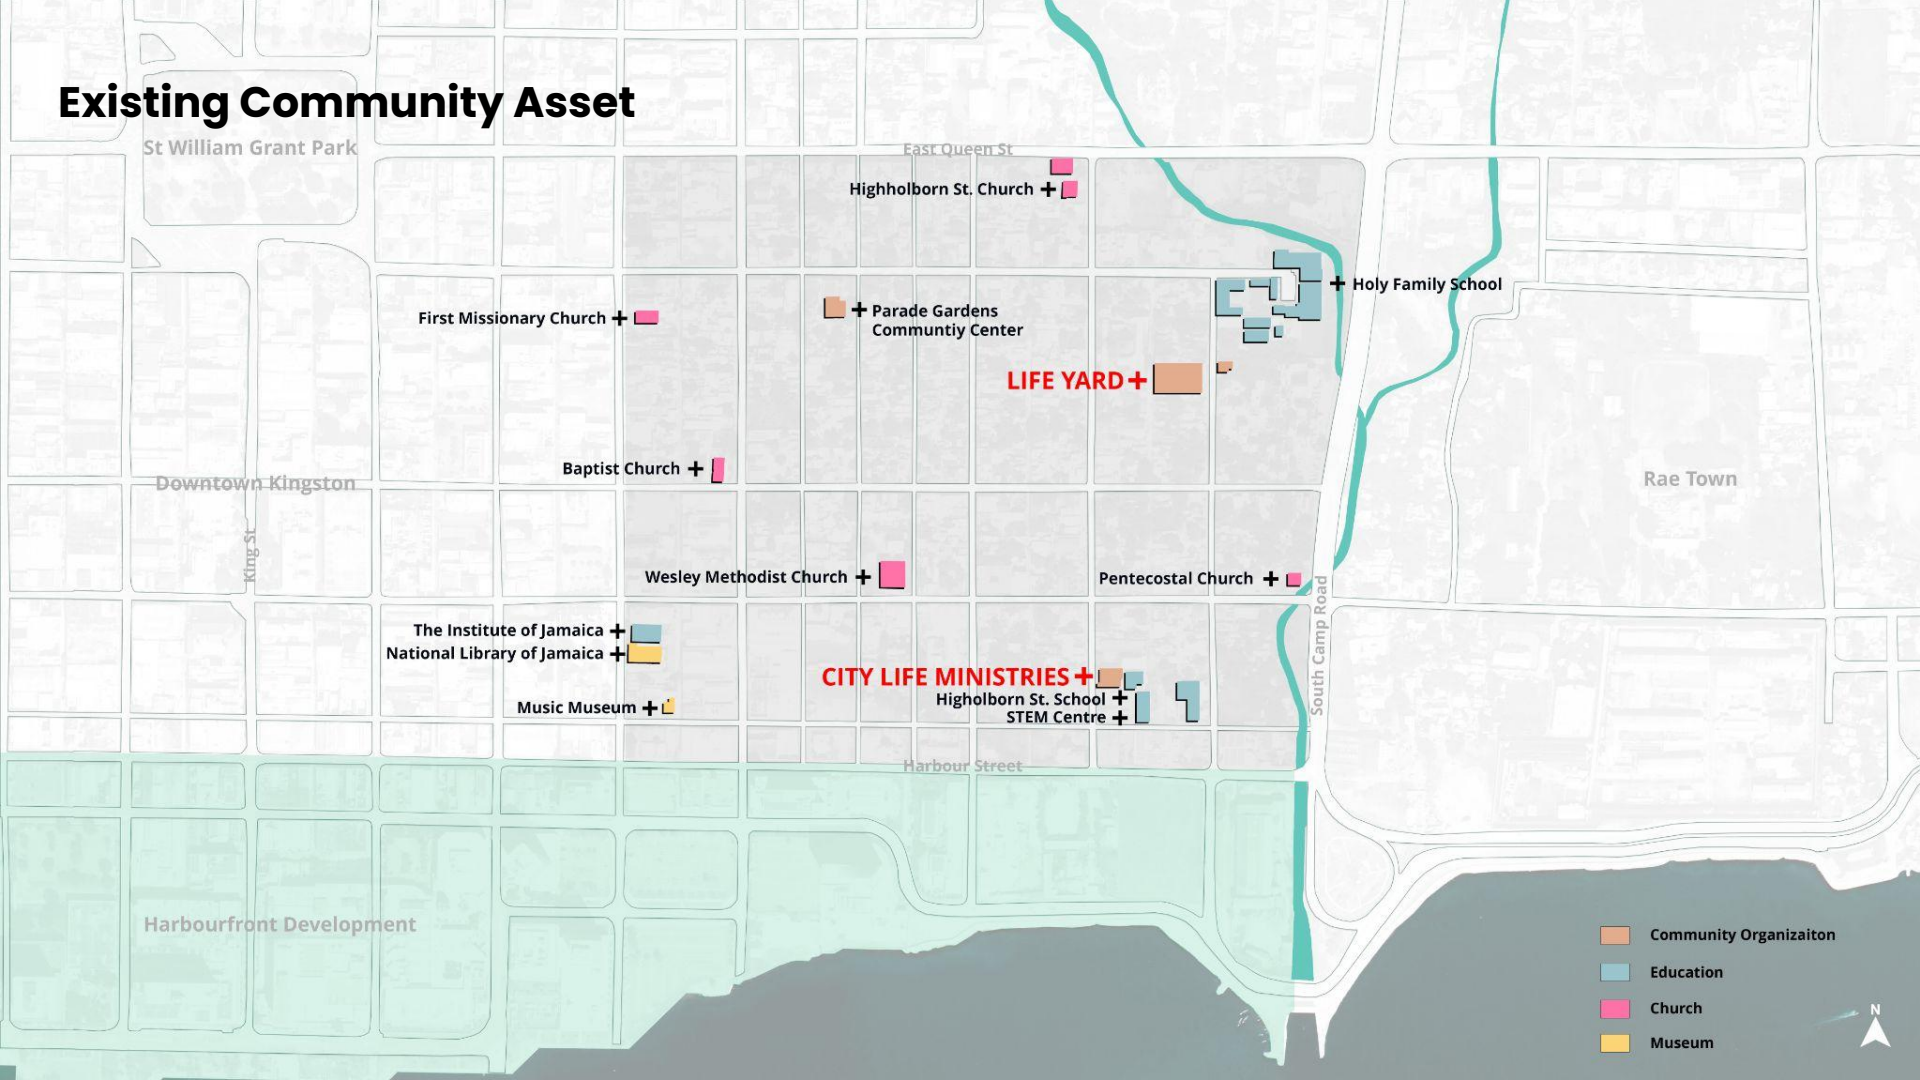 Existing Community Asset
St William Grant Park
East Queen St
Highholborn St. Church
Holy Family School
First Missionary Church
Parade Gardens
Communtiy Center
LIFE YARD
Baptist Church
Downtown Kingston
Rae Town
King St
Wesley Methodist Church
Pentecostal Church
South Camp Road
The Institute of Jamaica
National Library of Jamaica
CITY LIFE MINISTRIES
Higholborn St. School
Music Museum
STEM Centre
Harbour Street
Harbourfront Development
Community Organizaiton
Education
Church
Museum
N